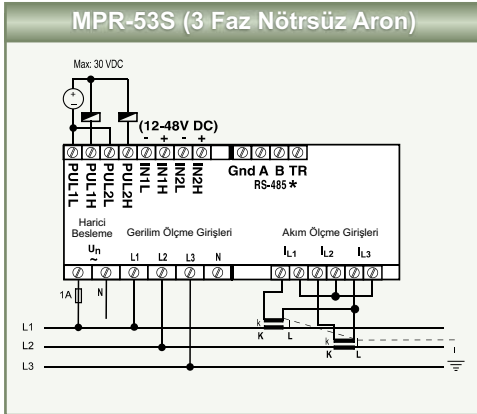 MPR-53S (3 Faz Nötrsüz Aron)
Max: 30 VDC
+
−
(12-48V DC)
- + - +
PUL1L PUL1H PUL2L PUL2H IN1L IN1H IN2L IN2H
Gnd A B TR
RS-485 *
Harici
Besleme
Gerilim Ölçme Girişleri
Akım Ölçme Girişleri
Un
~
L1 L2 L3 N
IL1 IL2 IL3
1A
N
L1
k
K L
L2
k
K L
l
L3